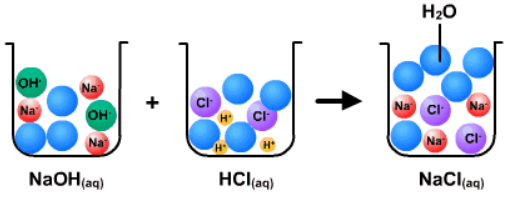 H₂O
OH⁻
Na⁻
Na⁻
OH⁻
Na⁻
+
Cl⁻
Cl⁻
H⁺
H⁺
H⁺
Na⁻
Cl⁻
Na⁻
Na⁻
Cl⁻
NaOH(aq)
HCl(aq)
NaCl(aq)